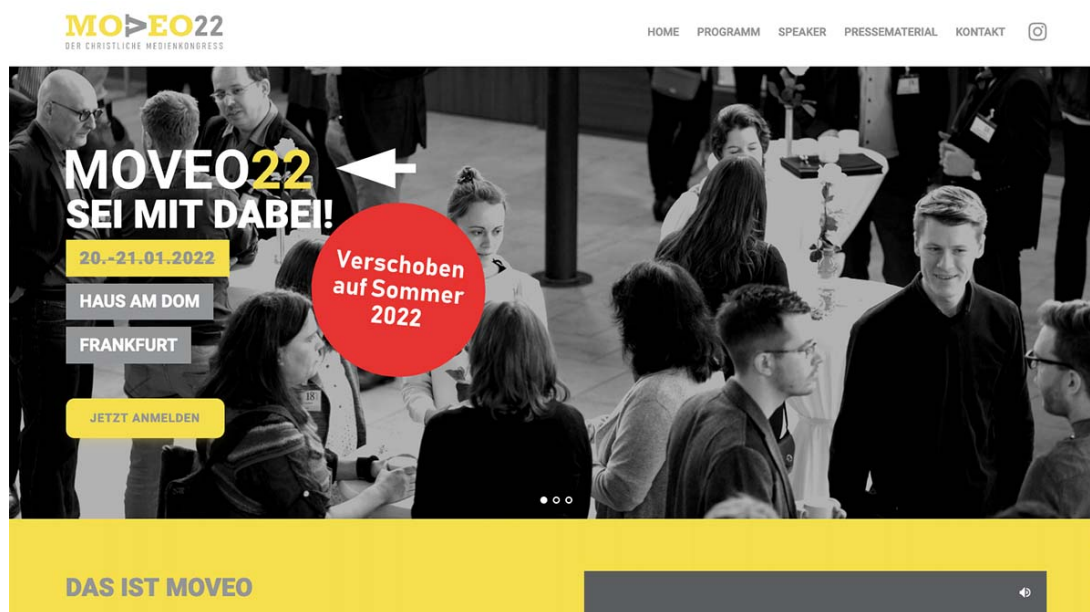 MOVEO22
DER CHRISTLICHE MEDIENKONGRESS
HOME PROGRAMM SPEAKER PRESSEMATERIAL KONTAKT
MOVEO22
SEI MIT DABEI!
20.-21.01.2022
HAUS AM DOM
FRANKFURT
Verschoben
auf Sommer
2022
JETZT ANMELDEN
18
DAS IST MOVEO